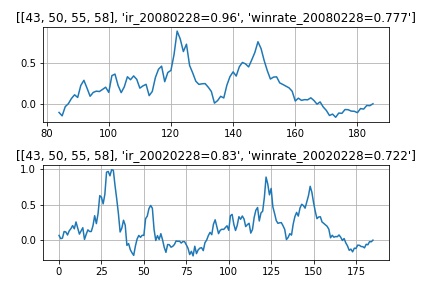 [[43, 50, 55, 58], 'ir_20080228=0.96', 'winrate_20080228=0.777']
0.5
0.0
80 100 120 140 160 180
[[43, 50, 55, 58], 'ir_20020228=0.83', 'winrate_20020228=0.722']
1.0
0.5
0.0
0 25 50 75 100 125 150 175